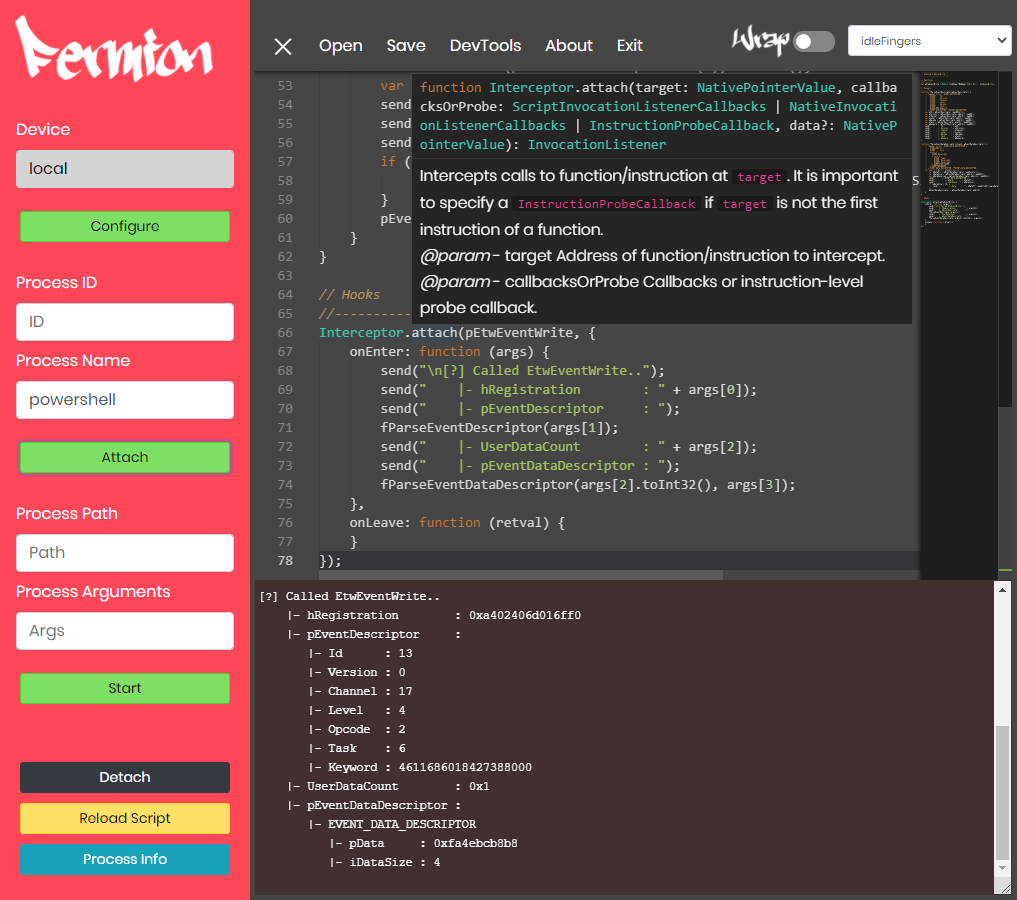 Fermion
Device
local
Configure
Process ID
ID
Process Name
powershell
Attach
Process Path
Path
Process Arguments
Args
Start
Detach
Reload Script
Process Info
Open Save DevTools About Exit
Wrap
idleFingers
53 var
54 send
55 send
56 send
57 if (
58 S
59 }
60 pEve
61 }
62 }
63
64 // Hooks
65 //----------
66 Interceptor.attach(pEtwEventWrite, {
67 onEnter: function (args) {
68 send("\n[?] Called EtwEventWrite..");
69 send(" |- hRegistration : " + args[0]);
70 send(" |- pEventDescriptor : ");
71 fParseEventDescriptor(args[1]);
72 send(" |- UserDataCount : " + args[2]);
73 send(" |- pEventDataDescriptor : ");
74 fParseEventDataDescriptor(args[2].toInt32(), args[3]);
75 },
76 onLeave: function (retval) {
77 }
78 });
function Interceptor.attach(target: NativePointerValue, callba
cksOrProbe: ScriptInvocationListenerCallbacks | NativeInvocati
onListenerCallbacks | InstructionProbeCallback, data?: NativeP
ointerValue): InvocationListener
Intercepts calls to function/instruction at target. It is important
to specify a InstructionProbeCallback if target is not the first
instruction of a function.
@param - target Address of function/instruction to intercept.
@param - callbacksOrProbe Callbacks or instruction-level
probe callback.
[?] Called EtwEventWrite..
|- hRegistration : 0xa402406d016ff0
|- pEventDescriptor :
|- Id : 13
|- Version : 0
|- Channel : 17
|- Level : 4
|- Opcode : 2
|- Task : 6
|- Keyword : 4611686018427388000
|- UserDataCount : 0x1
|- pEventDataDescriptor :
|- EVENT_DATA_DESCRIPTOR
|- pData : 0xfa4ebcb8b8
|- iDataSize : 4